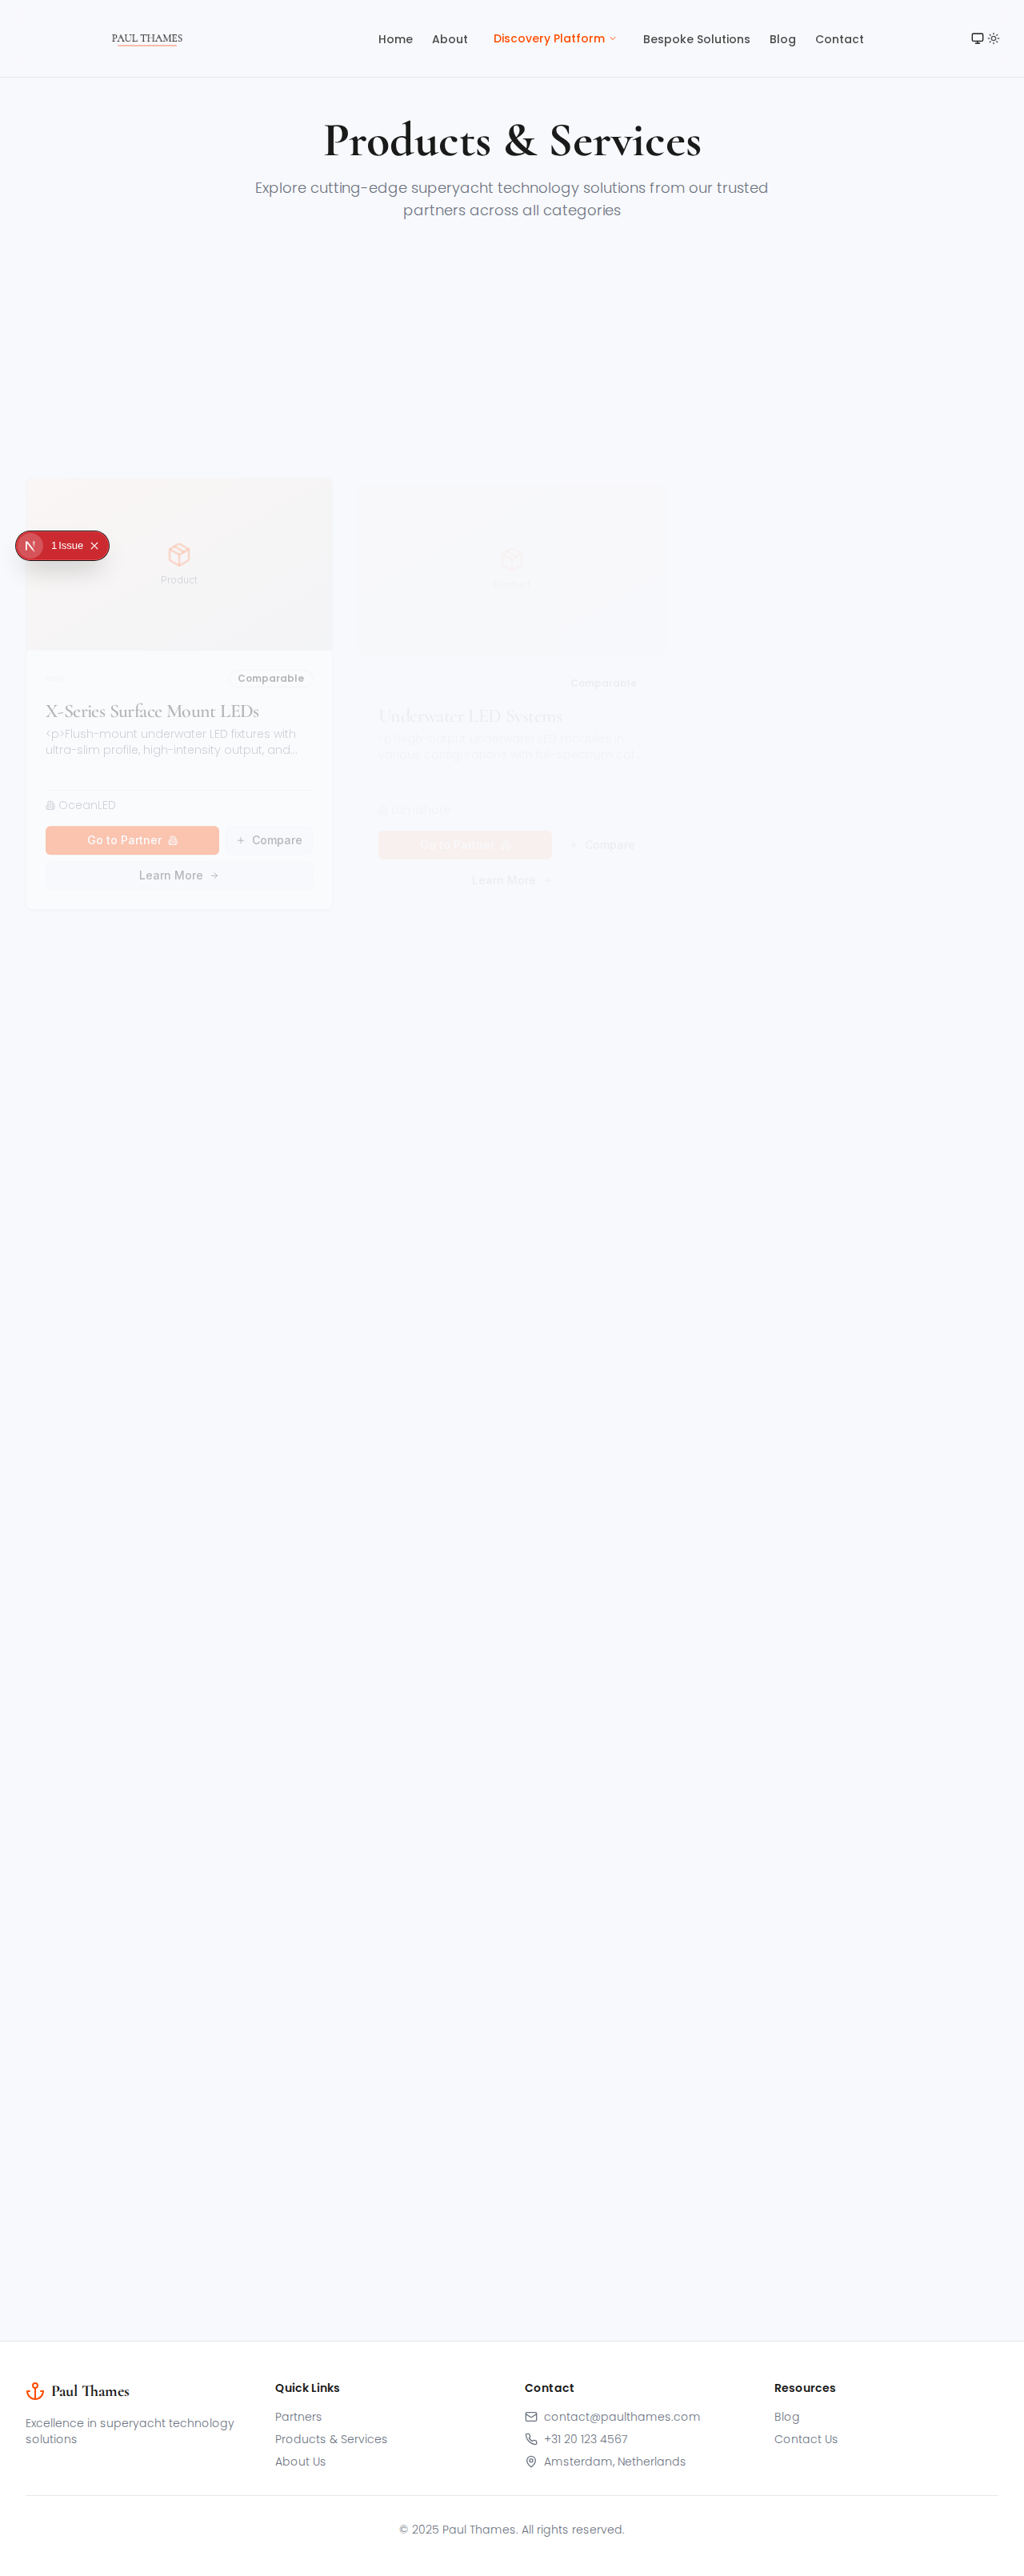 PAUL THAMES
Home About Discovery Platform Bespoke Solutions Blog Contact
Products & Services
Explore cutting-edge superyacht technology solutions from our trusted
partners across all categories
1 Issue
Product
Comparable
X-Series Surface Mount LEDs
<p>Flush-mount underwater LED fixtures with
ultra-slim profile, high-intensity output, and...
OceanLED
Go to Partner
Compare
Learn More
Comparable
Underwater LED Systems
Go to Partner
Compare
Learn More
Paul Thames
Excellence in superyacht technology
solutions
Quick Links
Partners
Products & Services
About Us
Contact
contact@paulthames.com
+31 20 123 4567
Amsterdam, Netherlands
Resources
Blog
Contact Us
© 2025 Paul Thames. All rights reserved.